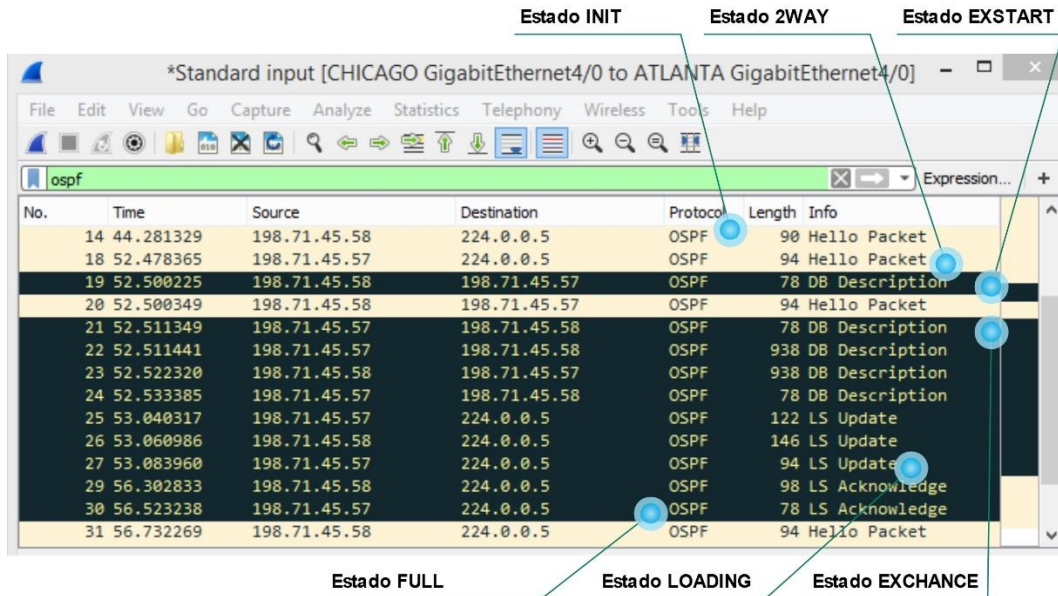 Estado INIT Estado 2WAY Estado EXSTART
*Standard input [CHICAGO GigabitEthernet4/0 to ATLANTA GigabitEthernet4/0]
File Edit View Go Capture Analyze Statistics Telephony Wireless Tools Help
ospf Expression... +
No. Time Source Destination Protocol Length Info
14 44.281329 198.71.45.58 224.0.0.5 OSPF 90 Hello Packet
18 52.478365 198.71.45.57 224.0.0.5 OSPF 94 Hello Packet
19 52.500225 198.71.45.58 198.71.45.57 OSPF 78 DB Description
20 52.500349 198.71.45.58 198.71.45.57 OSPF 94 Hello Packet
21 52.511349 198.71.45.57 198.71.45.58 OSPF 78 DB Description
22 52.511441 198.71.45.57 198.71.45.58 OSPF 938 DB Description
23 52.522320 198.71.45.58 198.71.45.57 OSPF 938 DB Description
24 52.533385 198.71.45.57 198.71.45.58 OSPF 78 DB Description
25 53.040317 198.71.45.57 224.0.0.5 OSPF 122 LS Update
26 53.060986 198.71.45.58 224.0.0.5 OSPF 146 LS Update
27 53.083960 198.71.45.57 224.0.0.5 OSPF 94 LS Update
29 56.302833 198.71.45.58 224.0.0.5 OSPF 98 LS Acknowledge
30 56.523238 198.71.45.57 224.0.0.5 OSPF 78 LS Acknowledge
31 56.732269 198.71.45.58 224.0.0.5 OSPF 94 Hello Packet
Estado FULL Estado LOADING Estado EXCHANCE